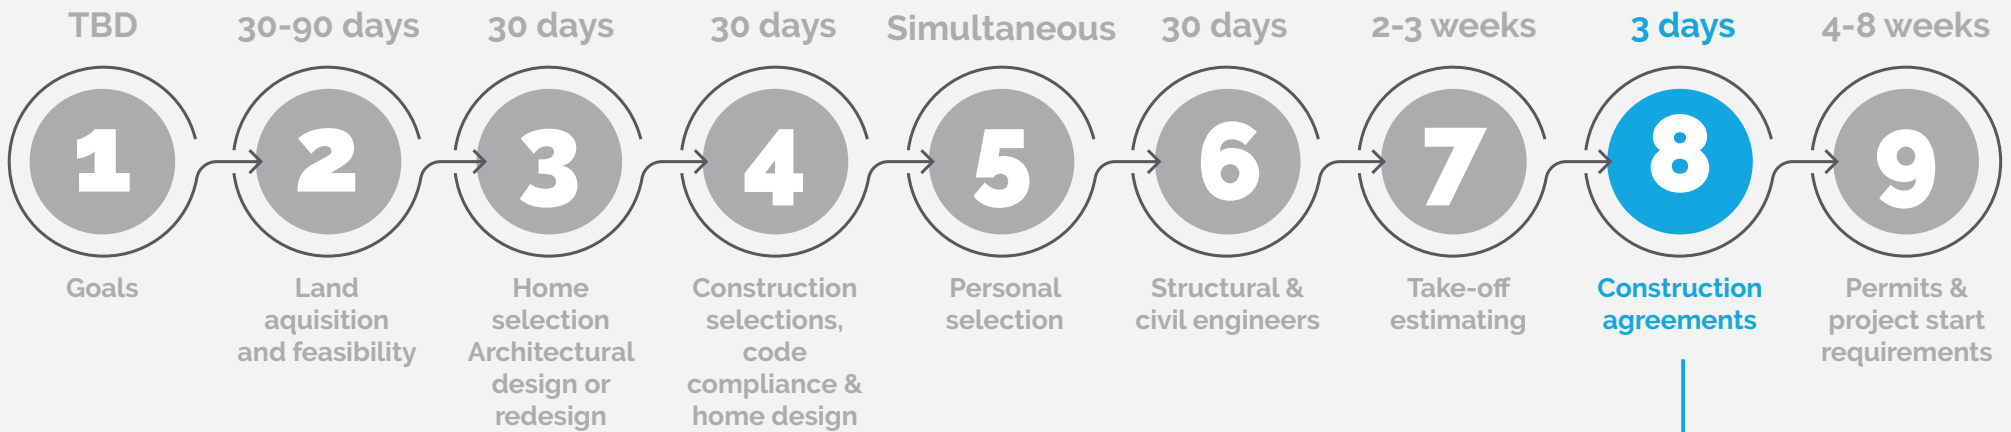 TBD
30-90 days
30 days
30 days
Simultaneous
30 days
2-3 weeks
3 days
4-8 weeks
1
2
3
4
5
6
7
8
9
Goals
Land
aquisition
and feasibility
Home
selection
Architectural
design or
redesign
Construction
selections,
code
compliance &
home design
Personal
selection
Structural &
civil engineers
Take-off
estimating
Construction
agreements
Permits &
project start
requirements